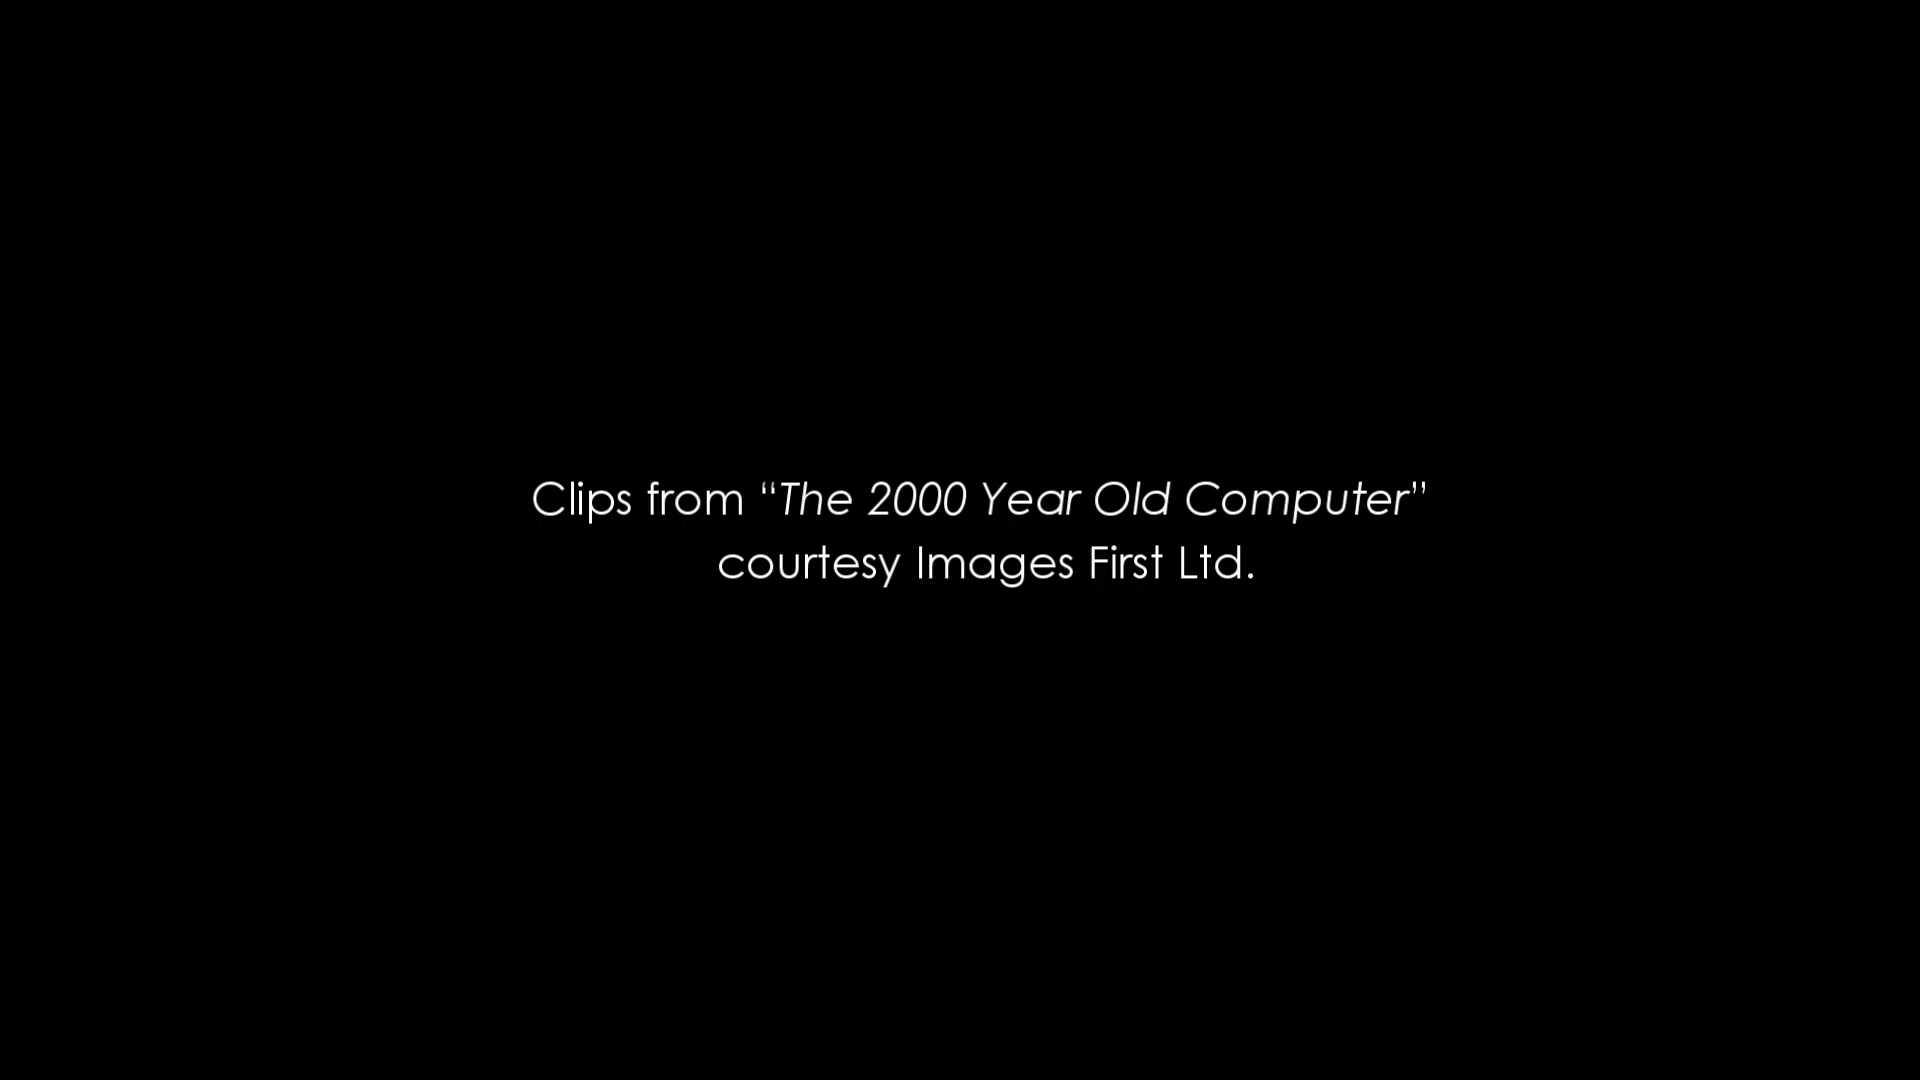 Clips from “The 2000 Year Old Computer”
courtesy Images First Ltd.